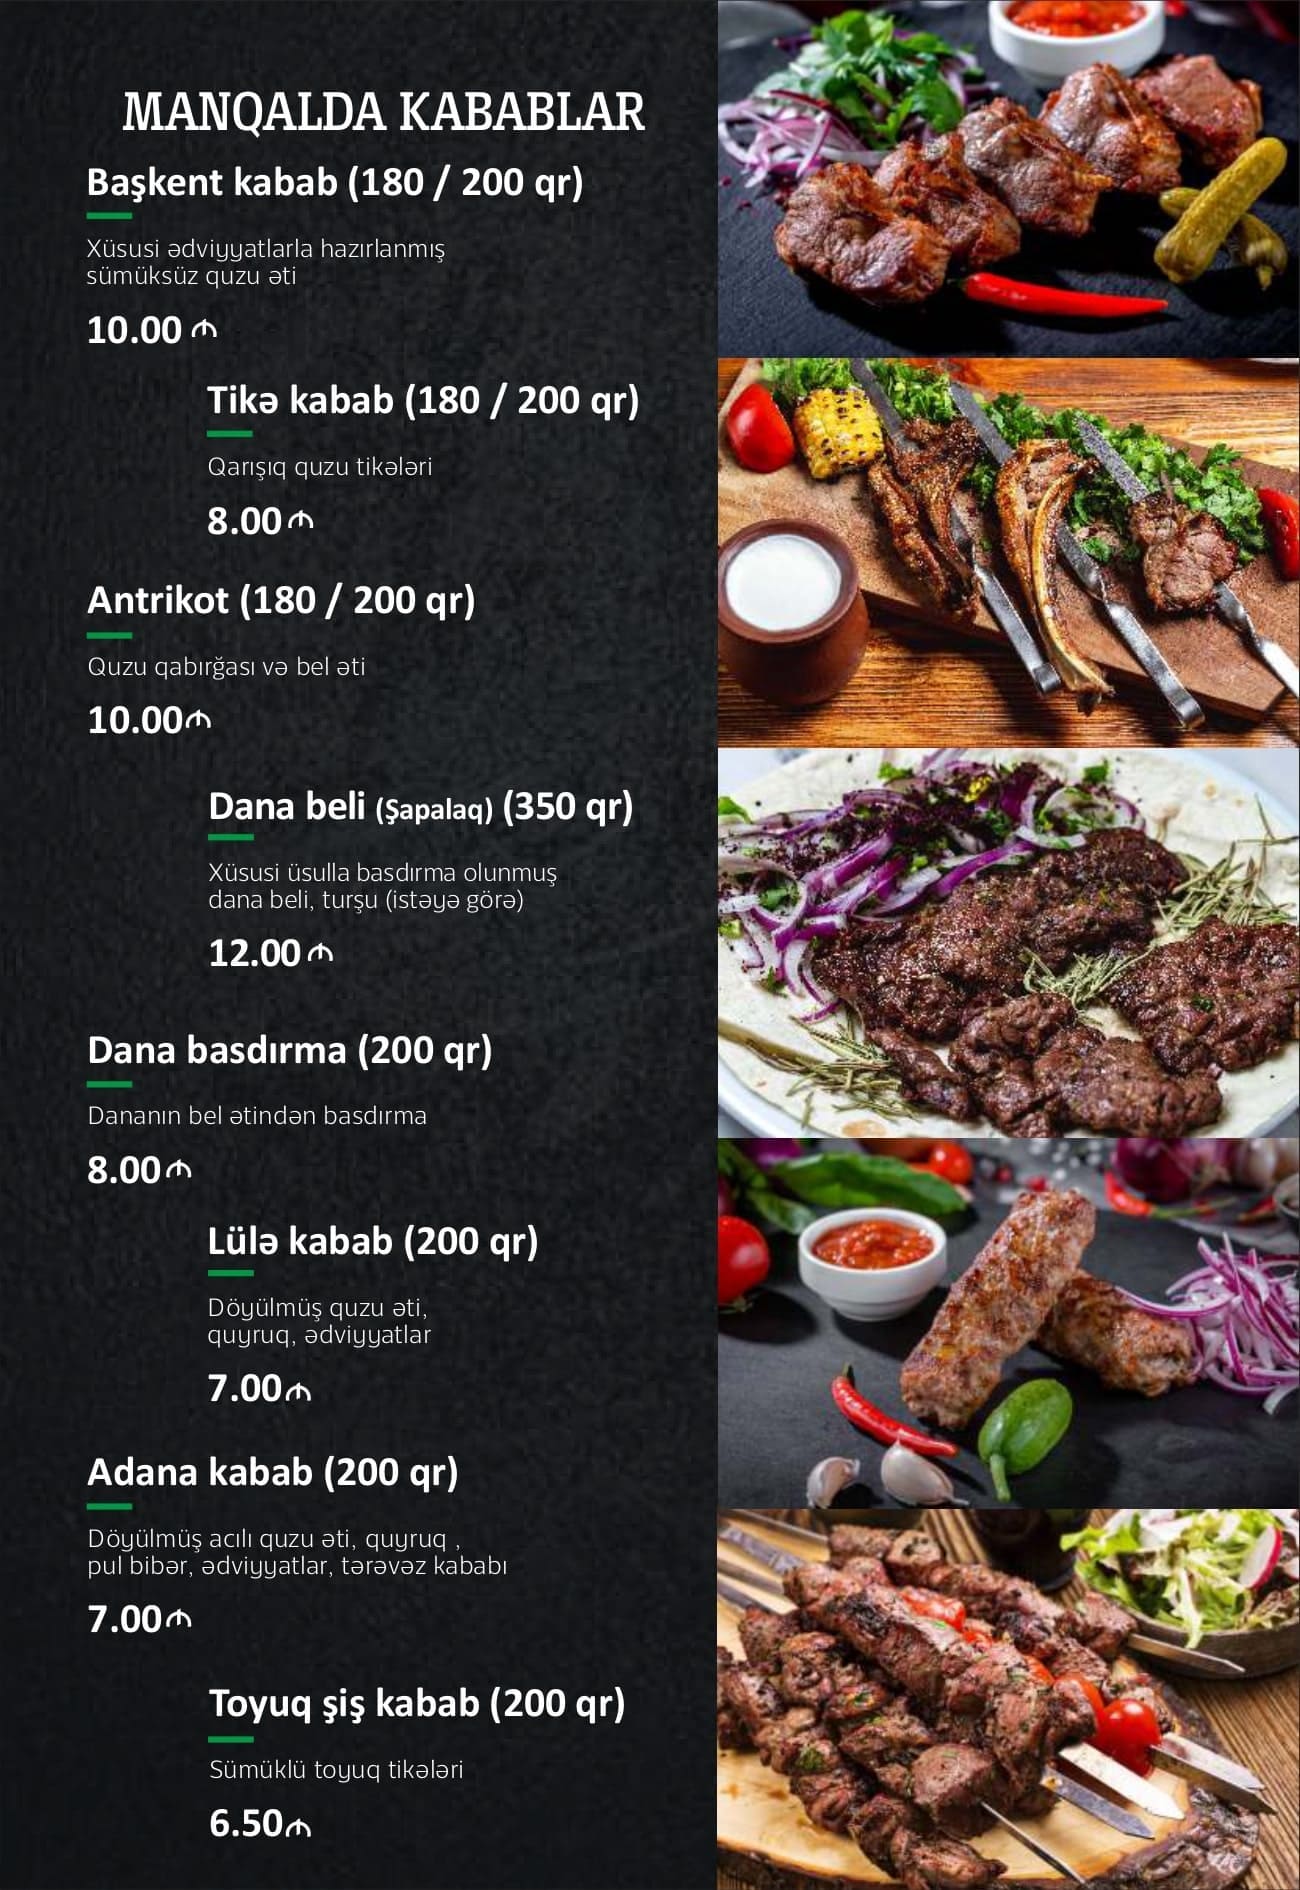 MANQALDA KABABLAR
Başkent kabab (180 / 200 qr)
Xüsusi ədviyyatlarla hazırlanmış
sümüksüz quzu əti
10.00 ₼
Tikə kabab (180 / 200 qr)
Qarışıq quzu tikələri
8.00 ₼
Antrikot (180 / 200 qr)
Quzu qabırğası və bel əti
10.00₼
Dana beli (Şapalaq) (350 qr)
Xüsusi üsulla basdırma olunmuş
dana beli, turşu (istəyə görə)
12.00 ₼
Dana basdırma (200 qr)
Dananın bel ətindən basdırma
8.00 ₼
Lülə kabab (200 qr)
Döyülmüş quzu əti,
quyruq, ədviyyatlar
7.00₼
Adana kabab (200 qr)
Döyülmüş acılı quzu əti, quyruq ,
pul bibər, ədviyyatlar, tərəvəz kababı
7.00₼
Toyuq şiş kabab (200 qr)
Sümüklü toyuq tikələri
6.50₼